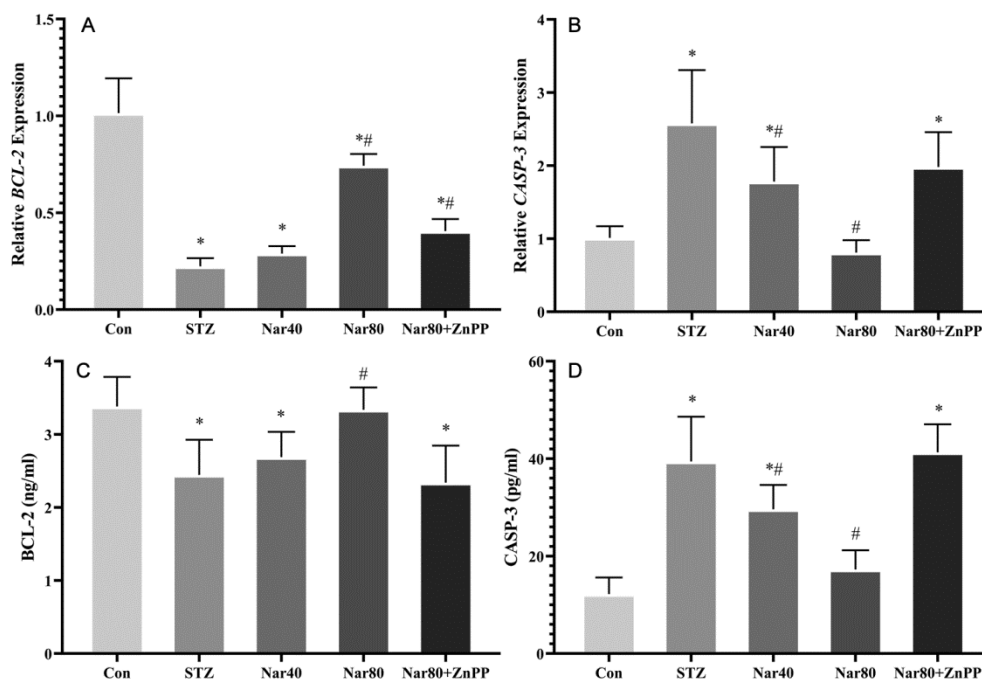 A
Relative BCL-2 Expression
1.5
1.0
0.5
0.0
*
*
*#
*#
Con STZ Nar40 Nar80 Nar80+ZnPP
B
Relative CASP-3 Expression
4
3
2
1
0
*
*#
#
*
Con STZ Nar40 Nar80 Nar80+ZnPP
C
BCL-2 (ng/ml)
4
3
2
1
0
*
*
#
*
Con STZ Nar40 Nar80 Nar80+ZnPP
D
CASP-3 (pg/ml)
60
40
20
0
*
*#
#
*
Con STZ Nar40 Nar80 Nar80+ZnPP